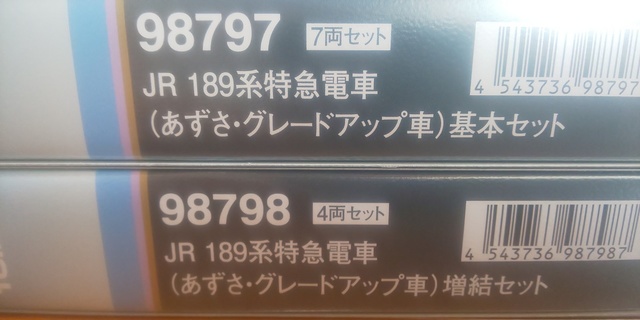 98797 7両セット
JR 189系特急電車
(あずさ・グレードアップ車)基本セット
4 543736 98797
98798 4両セット
JR 189系特急電車
(あずさ・グレードアップ車)増結セット
4 543736 987987